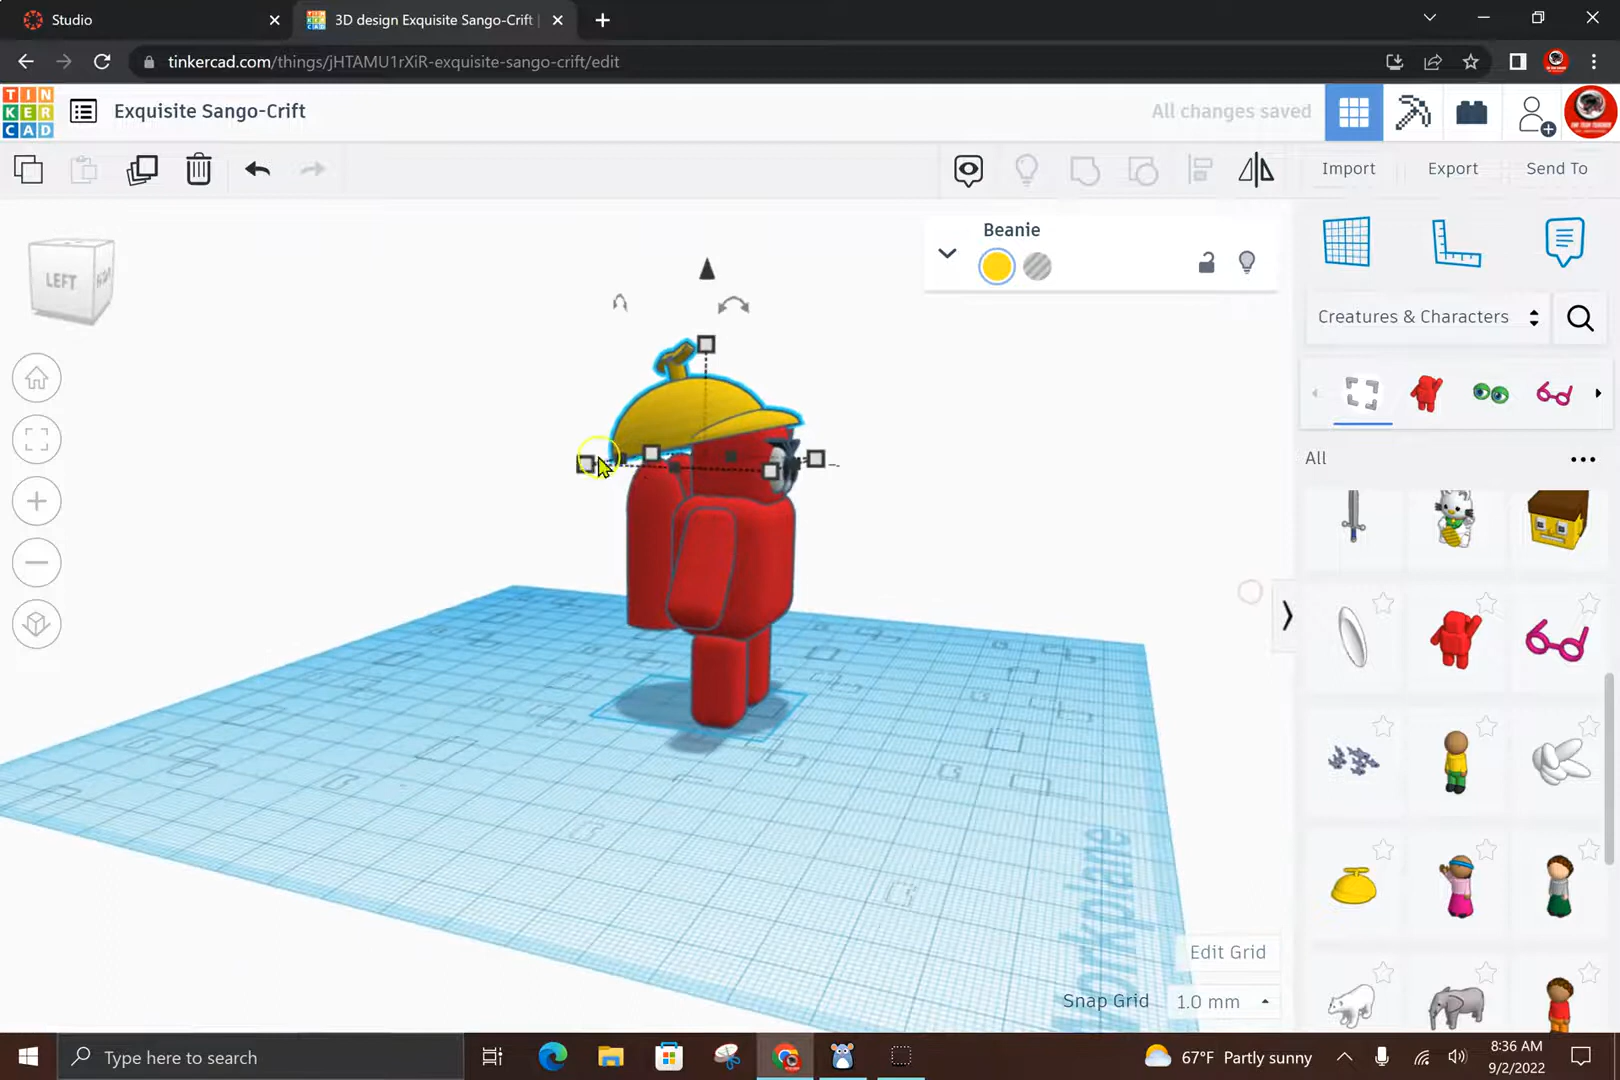 Studio
3D design Exquisite Sango-Crift
tinkercad.com/things/jHTAMU1rXiR-exquisite-sango-crift/edit
TIN
KER
CAD
Exquisite Sango-Crift
All changes saved
Import
Export
Send To
Beanie
LEFT
Creatures & Characters
All
Workplane
Edit Grid
Snap Grid
1.0 mm
Type here to search
67°F Partly sunny
8:36 AM
9/2/2022